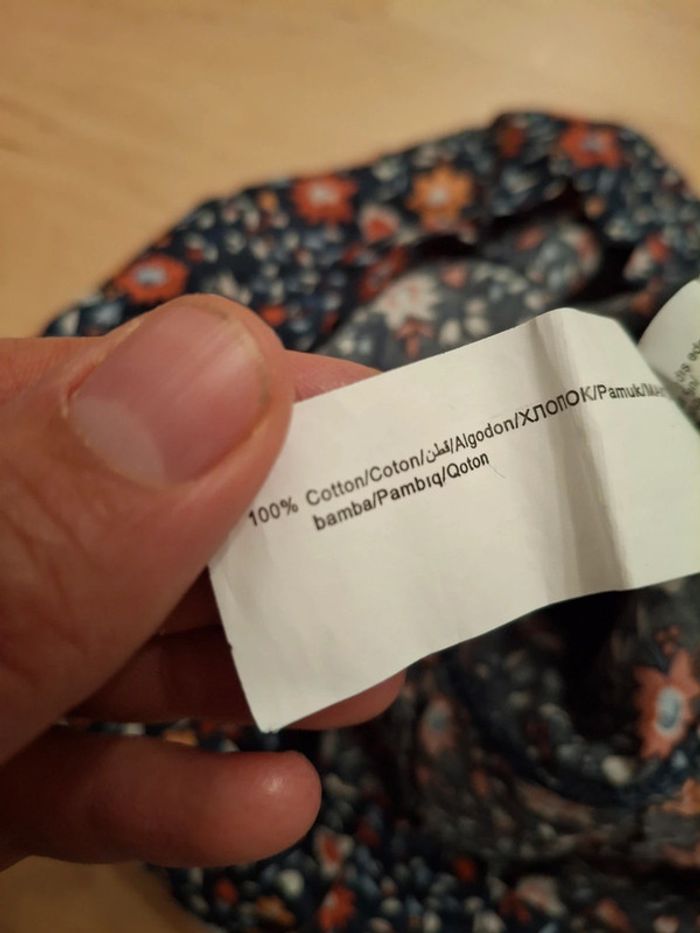 100% Cotton/Coton/قطن/Algodon/ХЛОПОК/Pamuk/
bamba/Pambıq/Qoton